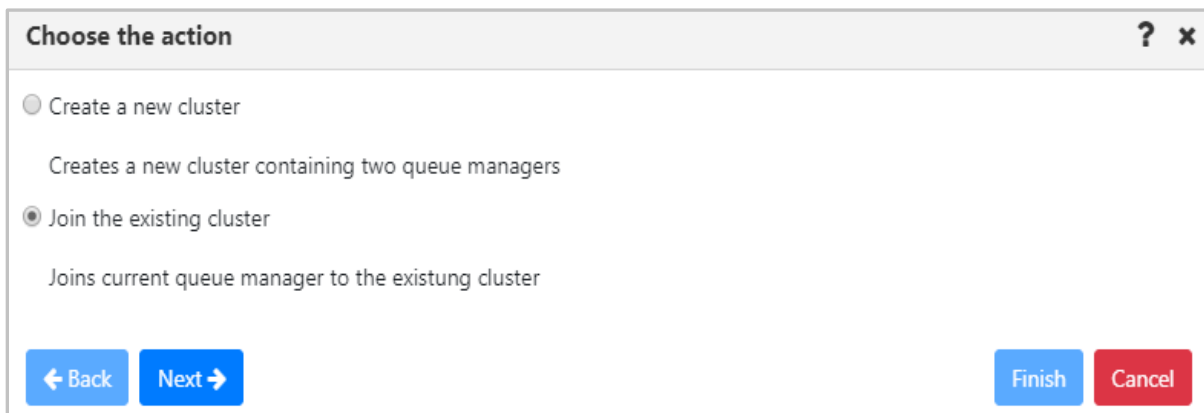 Choose the action ? ×
Create a new cluster
Creates a new cluster containing two queue managers
Join the existing cluster
Joins current queue manager to the existung cluster
← Back Next → Finish Cancel